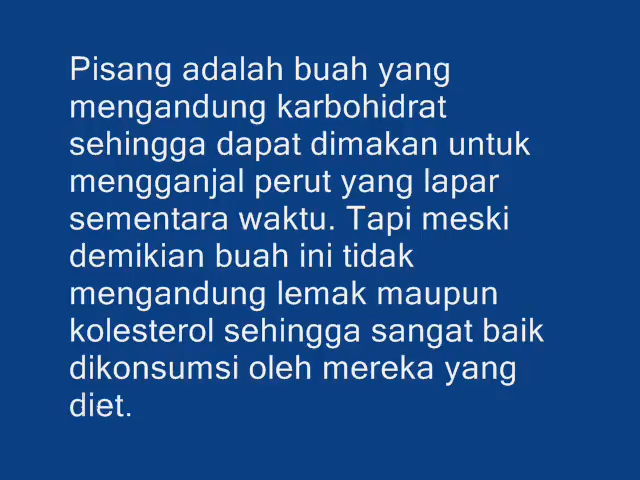 Pisang adalah buah yang
mengandung karbohidrat
sehingga dapat dimakan untuk
mengganjal perut yang lapar
sementara waktu. Tapi meski
demikian buah ini tidak
mengandung lemak maupun
kolesterol sehingga sangat baik
dikonsumsi oleh mereka yang
diet.